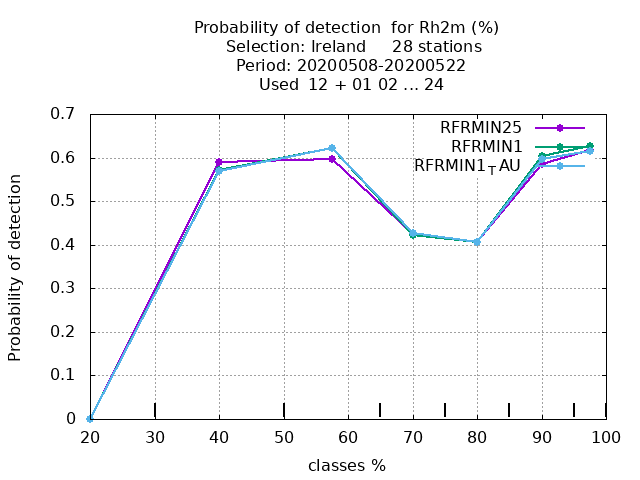 Probability of detection  for Rh2m (%)
Selection: Ireland     28 stations
Period: 20200508-20200522
Used  12 + 01 02 ... 24
0.7
0.6
0.5
0.4
0.3
0.2
0.1
0
Probability of detection
RFRMIN25
RFRMIN1
RFRMIN1TAU
20 30 40 50 60 70 80 90 100
classes %